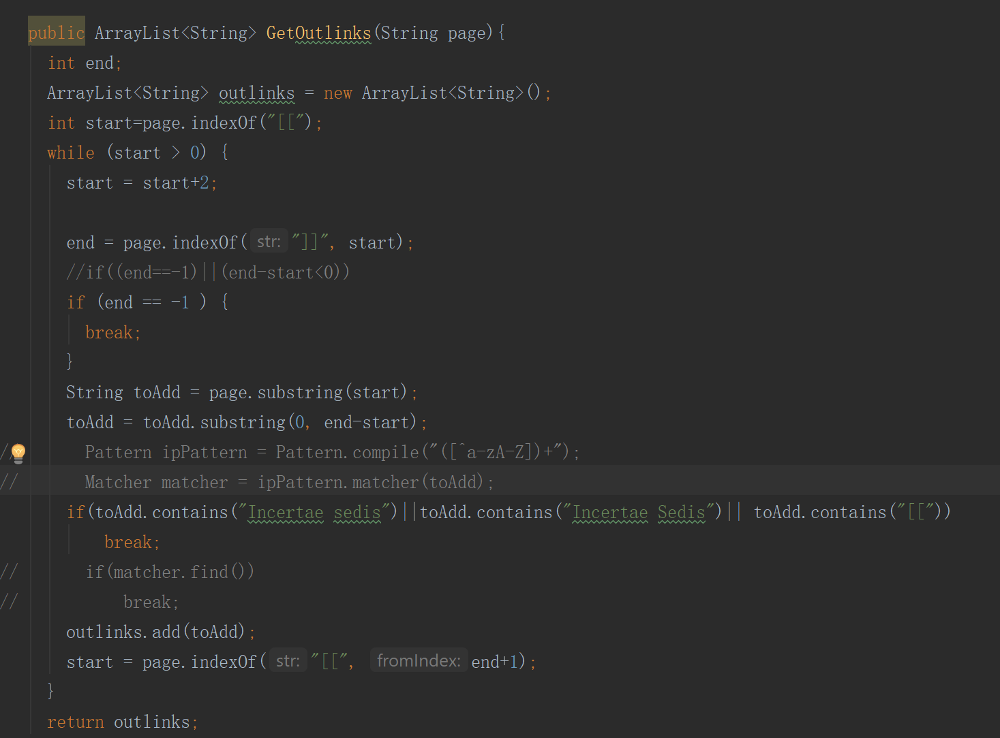 public ArrayList<String> GetOutlinks(String page){
int end;
ArrayList<String> outlinks = new ArrayList<String>();
int start=page.indexOf("[[");
while (start > 0) {
start = start+2;
end = page.indexOf( str: "]]", start);
//if((end==-1)||(end-start<0))
if (end == -1 ) {
break;
}
String toAdd = page.substring(start);
toAdd = toAdd.substring(0, end-start);
// Pattern ipPattern = Pattern.compile("([^a-zA-Z])+");
// Matcher matcher = ipPattern.matcher(toAdd);
if(toAdd.contains("Incertae sedis")||toAdd.contains("Incertae Sedis")|| toAdd.contains("[["))
break;
// if(matcher.find())
// break;
outlinks.add(toAdd);
start = page.indexOf( str: "[[", fromIndex: end+1);
}
return outlinks;